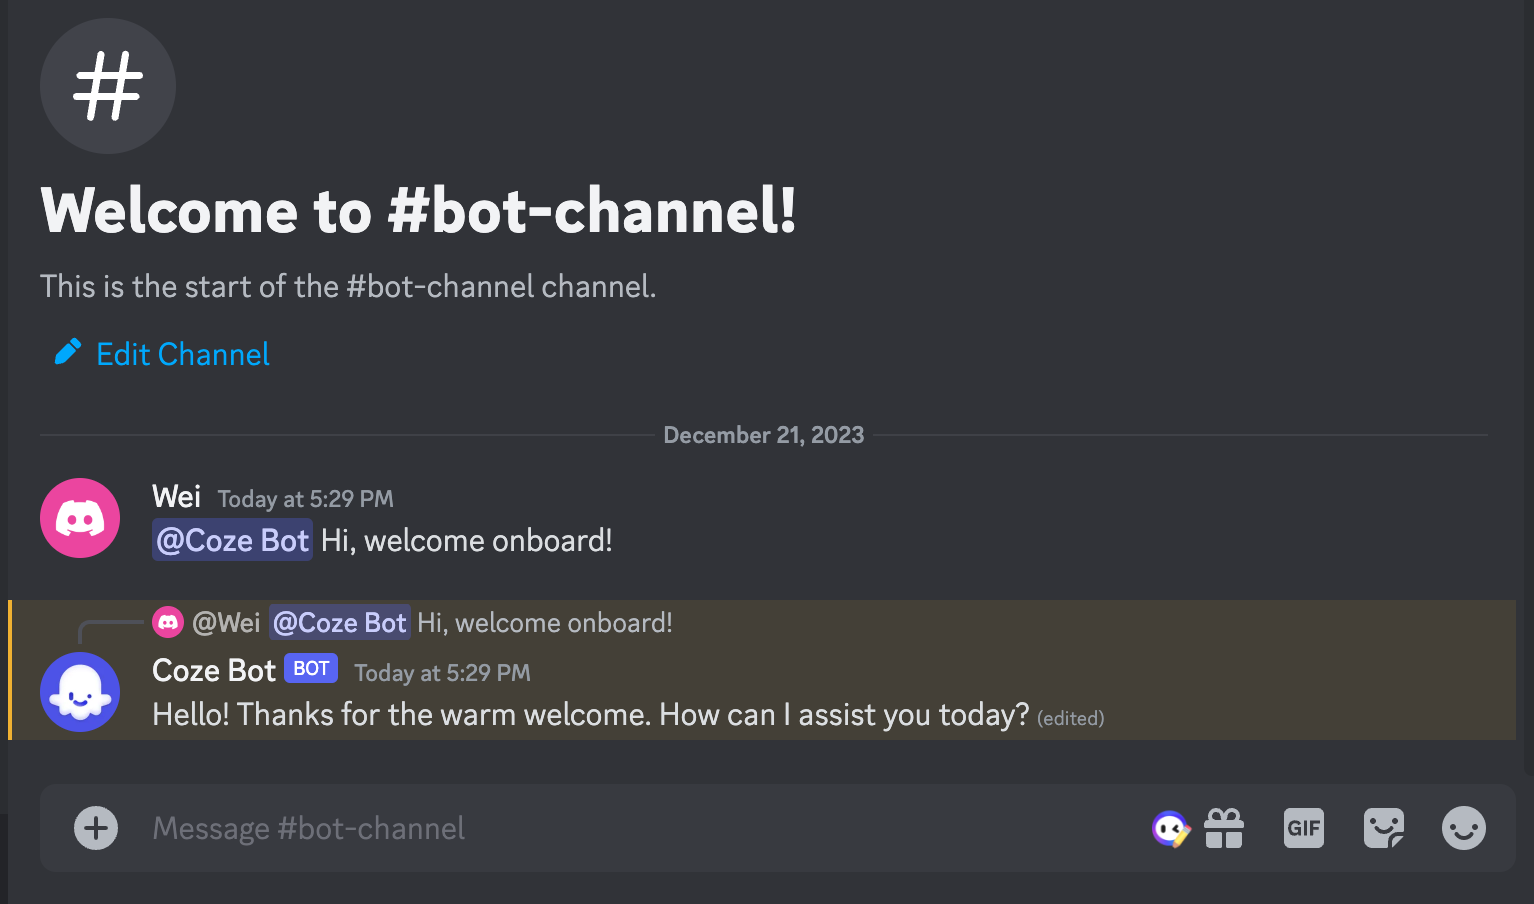 #
Welcome to #bot-channel!
This is the start of the #bot-channel channel.
Edit Channel
December 21, 2023
Wei Today at 5:29 PM
@Coze Bot Hi, welcome onboard!
@Wei @Coze Bot Hi, welcome onboard!
Coze Bot BOT Today at 5:29 PM
Hello! Thanks for the warm welcome. How can I assist you today? (edited)
Message #bot-channel GIF